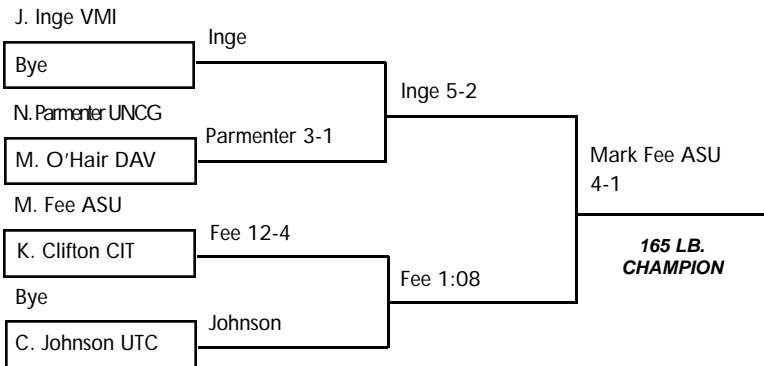 J. Inge VMI
Inge
Bye
Inge 5-2
N. Parmenter UNCG
Parmenter 3-1
M. O'Hair DAV
Mark Fee ASU
4-1
M. Fee ASU
Fee 12-4
K. Clifton CIT
165 LB.
CHAMPION
Fee 1:08
Bye
Johnson
C. Johnson UTC